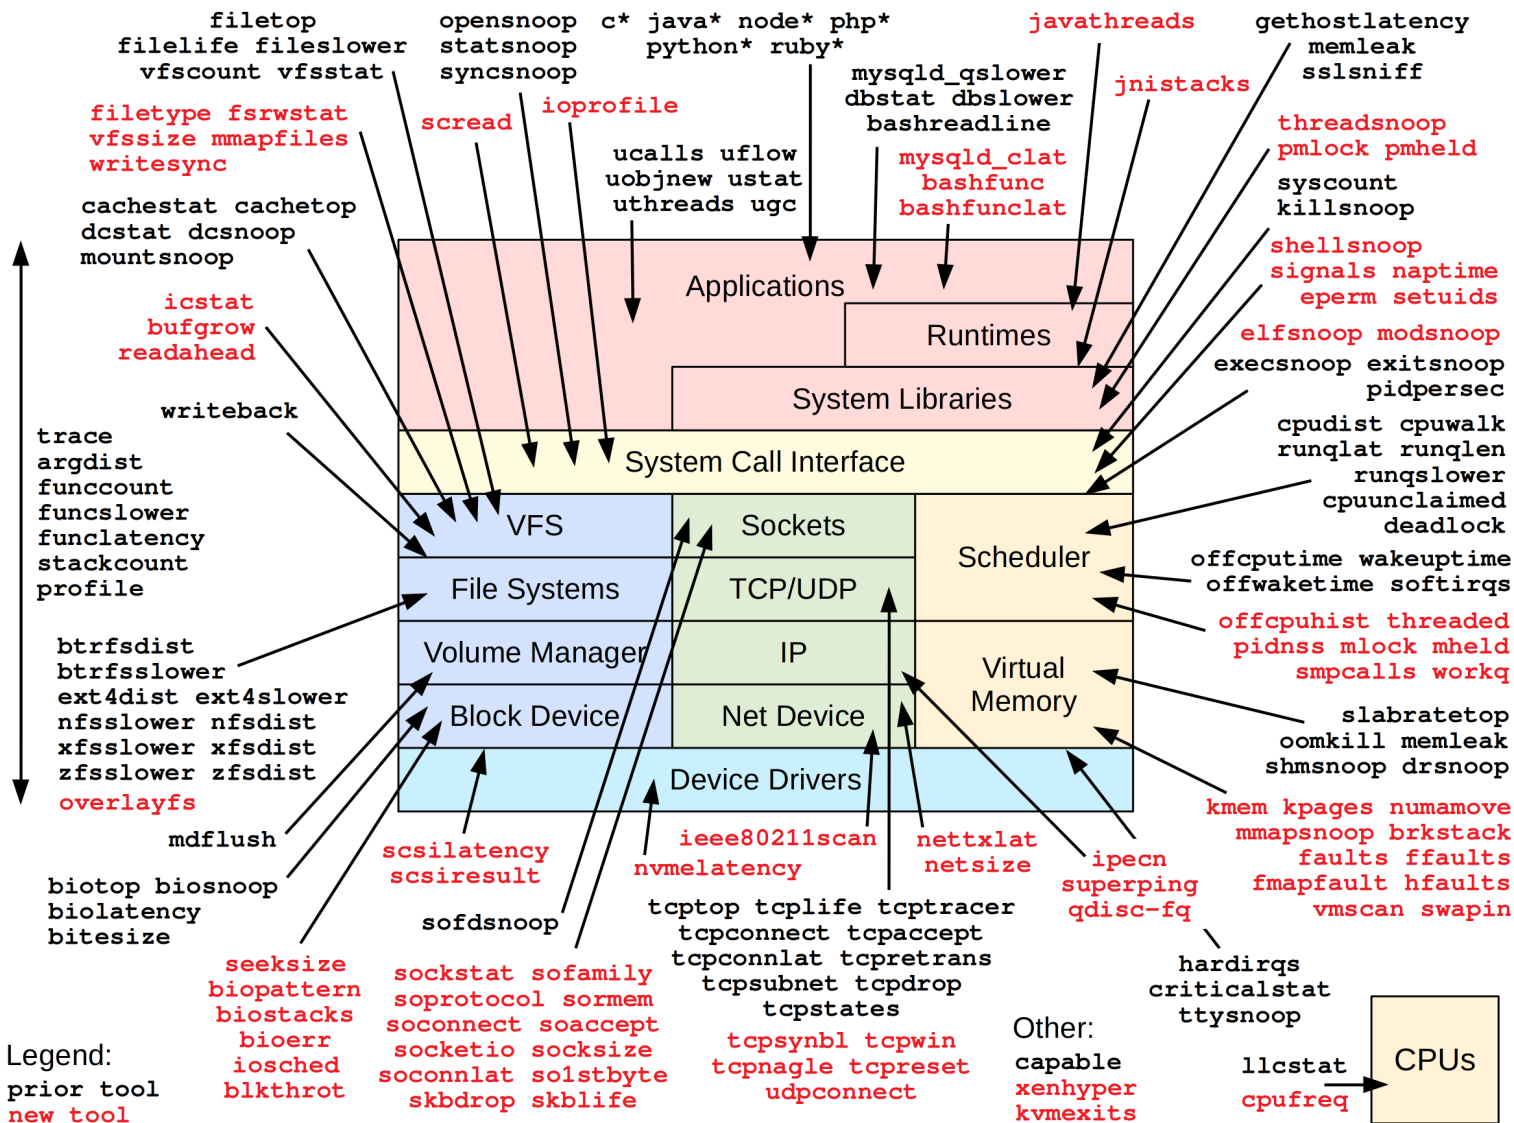 filetop
filelife fileslower
vfscount vfsstat
opensnoop
statsnoop
syncsnoop
c* java* node* php*
python* ruby*
javathreads
gethostlatency
memleak
sslsniff
filetype fsrwstat
vfssize mmapfiles
writesync
scread
ioprofile
mysqld_qslower
dbstat dbslower
bashreadline
jnistacks
threadsnoop
pmlock pmheld
ucalls uflow
uobjnew ustat
uthreads ugc
mysqld_clat
bashfunc
bashfunclat
syscount
killsnoop
cachestat cachetop
dcstat dcsnoop
mountsnoop
shellsnoop
signals naptime
eperm setuids
icstat
bufgrow
readahead
elfsnoop modsnoop
execsnoop exitsnoop
pidpersec
writeback
trace
argdist
funccount
funcslower
funclatency
stackcount
profile
cpudist cpuwalk
runqlat runqlen
runqslower
cpuunclaimed
deadlock
offcputime wakeuptime
offwaketime softirqs
offcpuhist threaded
pidnss mlock mheld
smpcalls workq
Applications
Runtimes
System Libraries
System Call Interface
VFS
Sockets
Scheduler
File Systems
TCP/UDP
Volume Manager
IP
Virtual
Memory
Block Device
Net Device
Device Drivers
btrfsdist
btrfsslower
ext4dist ext4slower
nfsslower nfsdist
xfsslower xfsdist
zfsslower zfsdist
overlayfs
mdflush
biotop biosnoop
biolatency
bitesize
slabratetop
oomkill memleak
shmsnoop drsnoop
kmem kpages numamove
mmapsnoop brkstack
faults ffaults
fmapfault hfaults
vmscan swapin
scsilatency
scsiresult
nvmelatency
ieee80211scan
nettxlat
netsize
ipecn
superping
qdisc-fq
sofdsnoop
tcptop tcplife tcptracer
tcpconnect tcpaccept
tcpconnlat tcpretrans
tcpsubnet tcpdrop
tcpstates
tcpsynbl tcpwin
tcpnagle tcpreset
udpconnect
seeksize
biopattern
biostacks
bioerr
iosched
blkthrot
sockstat sofamily
soprotocol sormem
soconnect soaccept
socketio socksize
soconnlat so1stbyte
skbdrop skblife
hardirqs
criticalstat
ttysnoop
Other:
capable
xenhyper
kvmexits
llcstat
cpufreq
CPUs
Legend:
prior tool
new tool